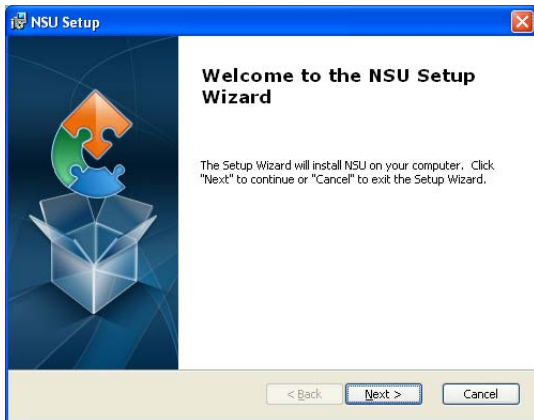 NSU Setup
Welcome to the NSU Setup
Wizard
The Setup Wizard will install NSU on your computer. Click
"Next" to continue or "Cancel" to exit the Setup Wizard.
< Back
Next >
Cancel